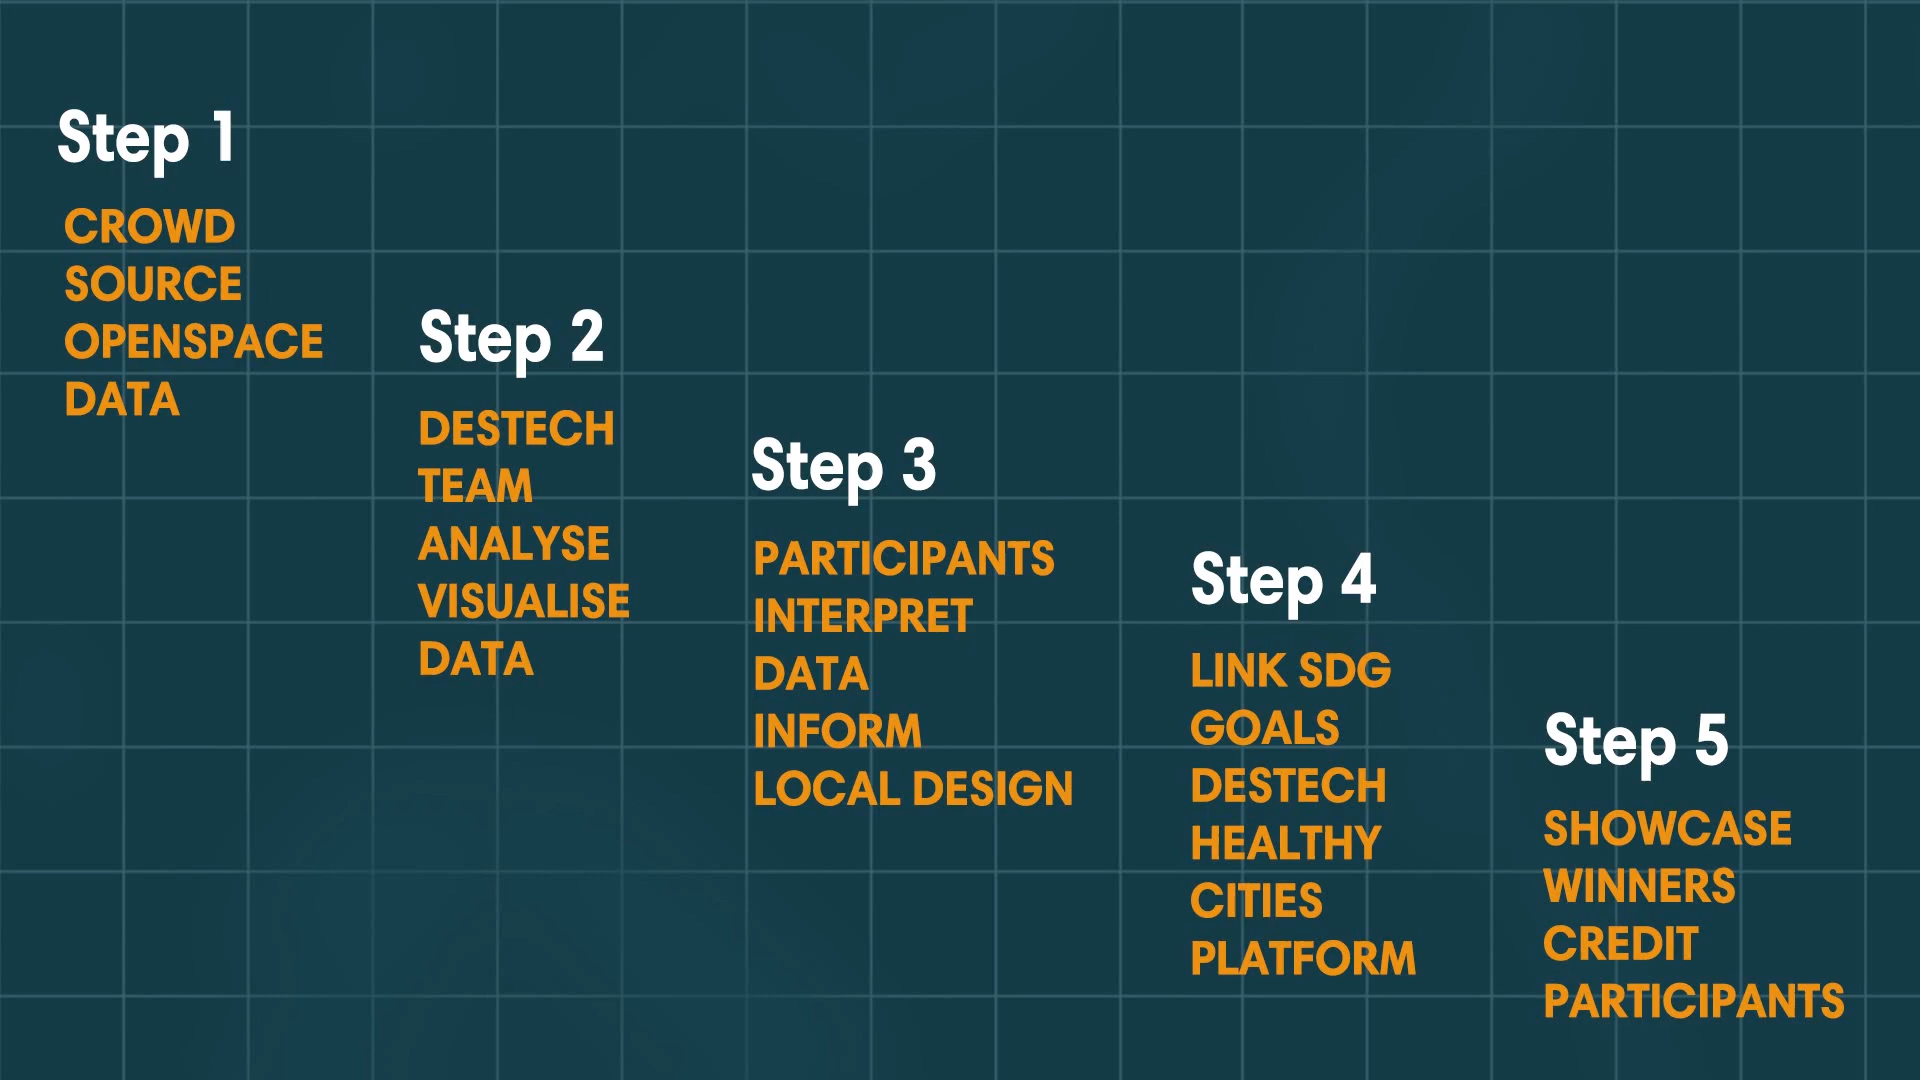 Step 1
CROWD
SOURCE
OPENSPACE
DATA
Step 2
DESTECH
TEAM
ANALYSE
VISUALISE
DATA
Step 3
PARTICIPANTS
INTERPRET
DATA
INFORM
LOCAL DESIGN
Step 4
LINK SDG
GOALS
DESTECH
HEALTHY
CITIES
PLATFORM
Step 5
SHOWCASE
WINNERS
CREDIT
PARTICIPANTS